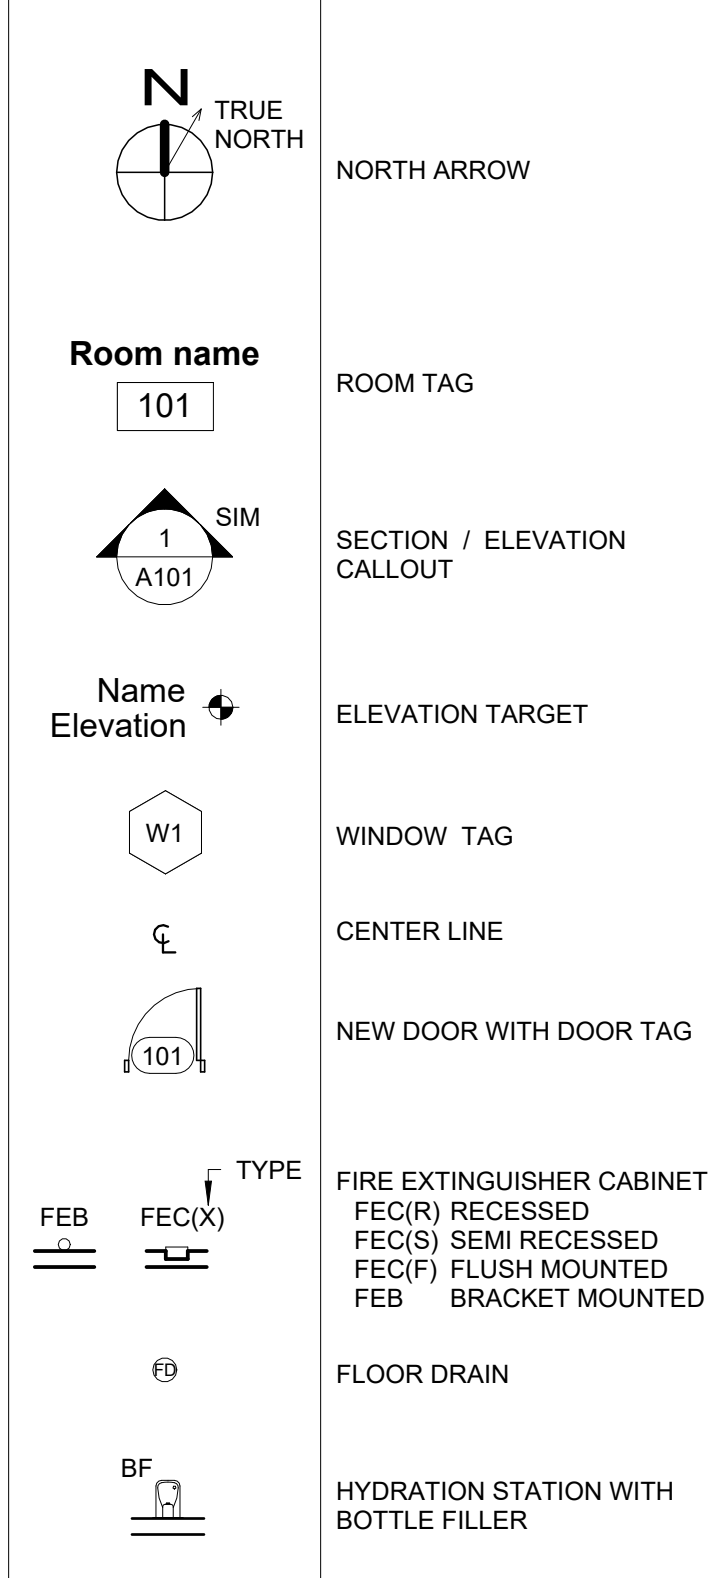 N
TRUE
NORTH
NORTH ARROW
Room name
101
ROOM TAG
SIM
1
A101
SECTION / ELEVATION
CALLOUT
Name
Elevation
ELEVATION TARGET
W1
WINDOW TAG
CL
CENTER LINE
101
NEW DOOR WITH DOOR TAG
TYPE
FEB FEC(X)
FIRE EXTINGUISHER CABINET
FEC(R) RECESSED
FEC(S) SEMI RECESSED
FEC(F) FLUSH MOUNTED
FEB BRACKET MOUNTED
FD
FLOOR DRAIN
BF
HYDRATION STATION WITH
BOTTLE FILLER